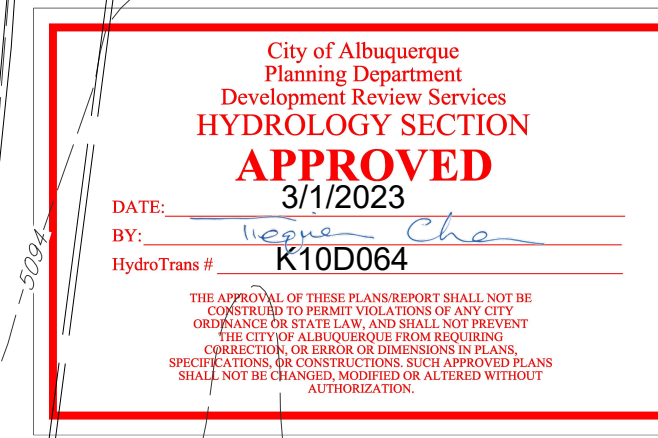 City of Albuquerque
Planning Department
Development Review Services
HYDROLOGY SECTION
APPROVED
DATE: 3/1/2023
BY:
HydroTrans # K10D064
THE APPROVAL OF THESE PLANS/REPORT SHALL NOT BE
CONSTRUED TO PERMIT VIOLATIONS OF ANY CITY
ORDINANCE OR STATE LAW, AND SHALL NOT PREVENT
THE CITY OF ALBUQUERQUE FROM REQUIRING
CORRECTION, OR ERROR OR DIMENSIONS IN PLANS,
SPECIFICATIONS, OR CONSTRUCTIONS. SUCH APPROVED PLANS
SHALL NOT BE CHANGED, MODIFIED OR ALTERED WITHOUT
AUTHORIZATION.
5094